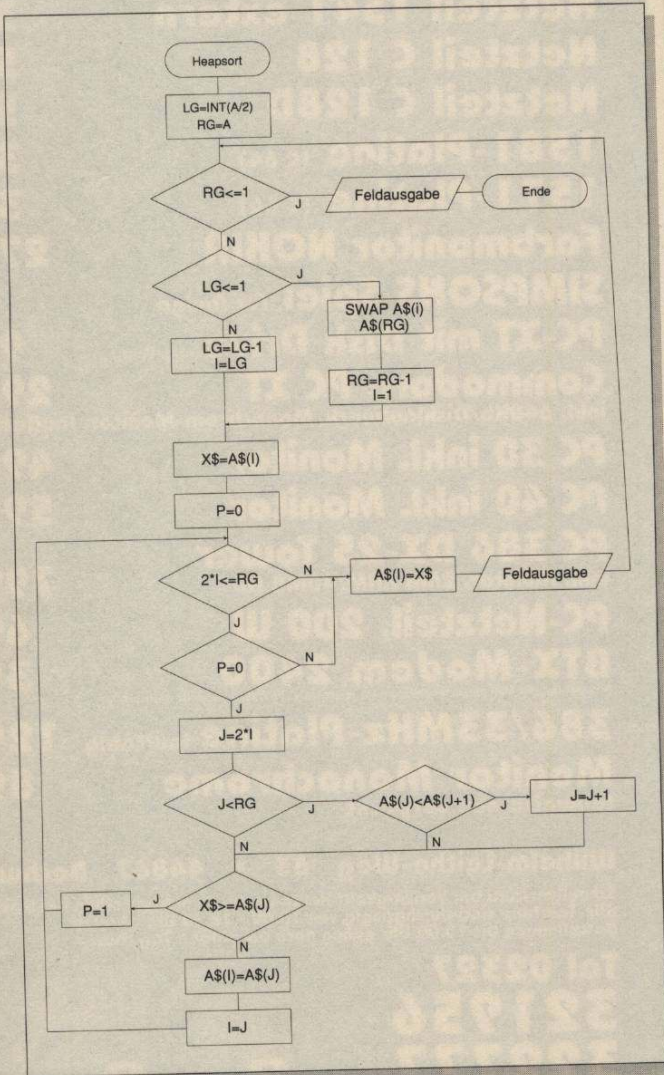 Heapsort
LG=INT(A/2)
RG=A
RG<=1
J
Feldausgabe
Ende
N
LG<=1
J
SWAP A$(i)
A$(RG)
N
LG=LG-1
I=LG
RG=RG-1
I=1
X$=A$(I)
P=0
2*I<=RG
N
A$(I)=X$
Feldausgabe
J
P=0
N
J
J=2*I
J<RG
J
A$(J)<A$(J+1)
J
J=J+1
N
N
X$>=A$(J)
J
P=1
N
A$(I)=A$(J)
I=J